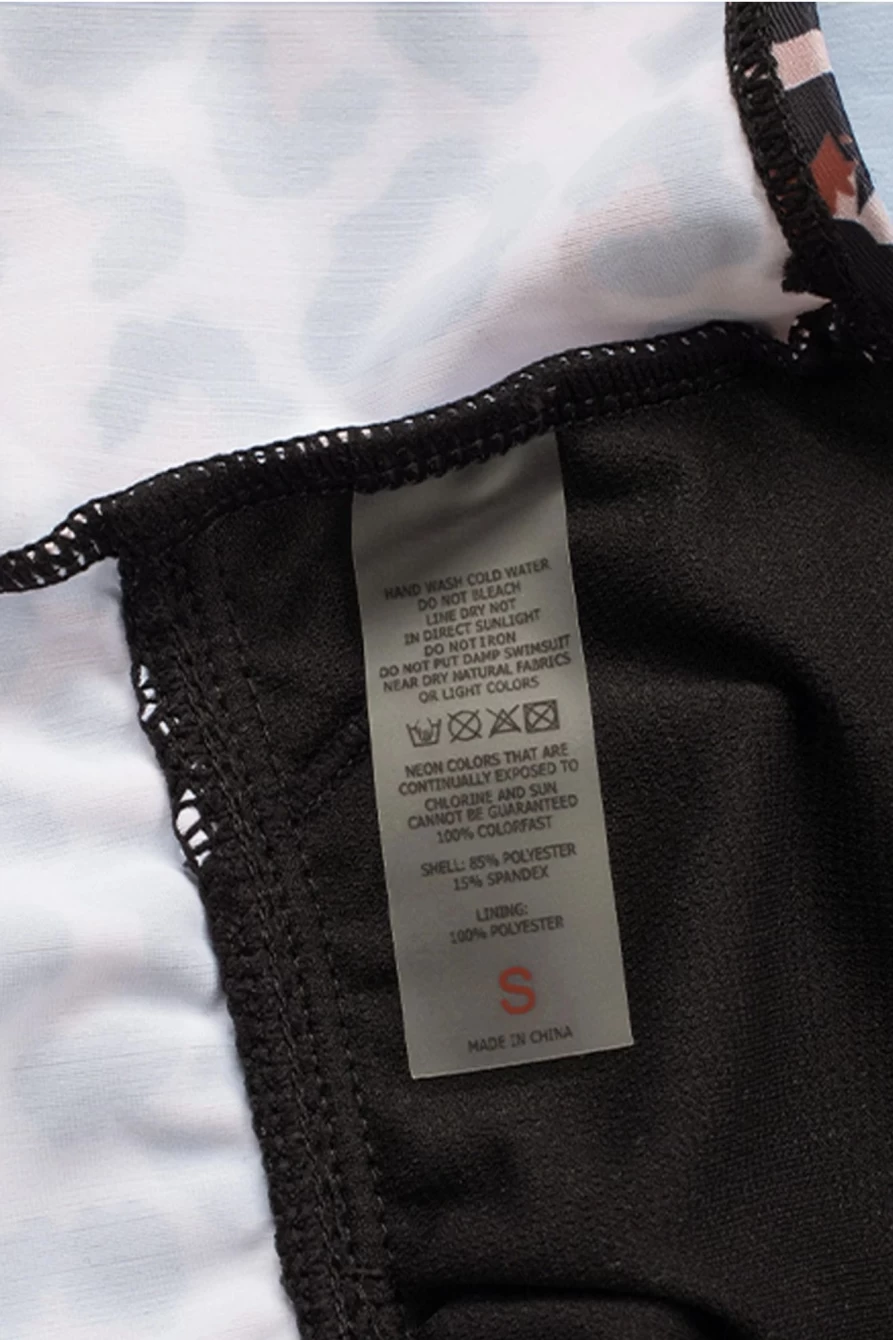 HAND WASH COLD WATER
DO NOT BLEACH
LINE DRY NOT
IN DIRECT SUNLIGHT
DO NOT IRON
DO NOT PUT DAMP SWIMSUIT
NEAR DRY NATURAL FABRICS
OR LIGHT COLORS
NEON COLORS THAT ARE
CONTINUALLY EXPOSED TO
CHLORINE AND SUN
CANNOT BE GUARANTEED
100% COLORFAST
SHELL: 85% POLYESTER
15% SPANDEX
LINING:
100% POLYESTER
S
MADE IN CHINA